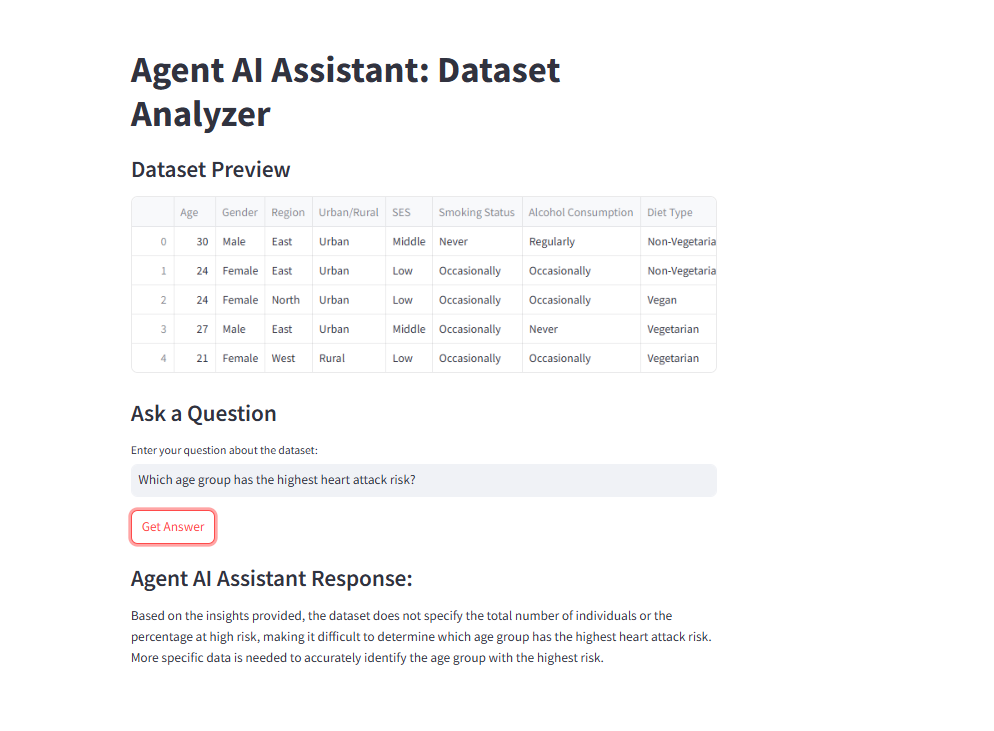 Agent AI Assistant: Dataset
Analyzer
Dataset Preview
Age Gender Region Urban/Rural SES Smoking Status Alcohol Consumption Diet Type
0 30 Male East Urban Middle Never Regularly Non-Vegetaria
1 24 Female East Urban Low Occasionally Occasionally Non-Vegetaria
2 24 Female North Urban Low Occasionally Occasionally Vegan
3 27 Male East Urban Middle Occasionally Never Vegetarian
4 21 Female West Rural Low Occasionally Occasionally Vegetarian
Ask a Question
Enter your question about the dataset:
Which age group has the highest heart attack risk?
Get Answer
Agent AI Assistant Response:
Based on the insights provided, the dataset does not specify the total number of individuals or the
percentage at high risk, making it difficult to determine which age group has the highest heart attack risk.
More specific data is needed to accurately identify the age group with the highest risk.